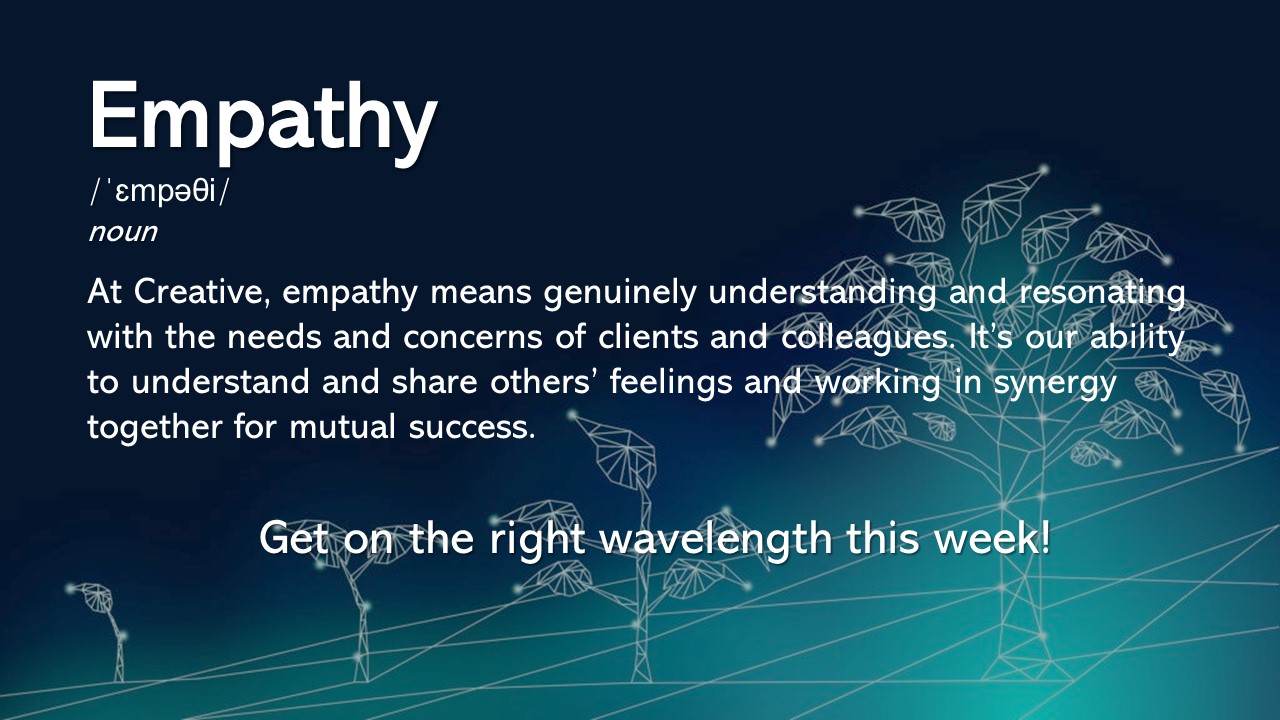 Empathy
/ˈɛmpəθi/
noun
At Creative, empathy means genuinely understanding and resonating
with the needs and concerns of clients and colleagues. It’s our ability
to understand and share others’ feelings and working in synergy
together for mutual success.
Get on the right wavelength this week!